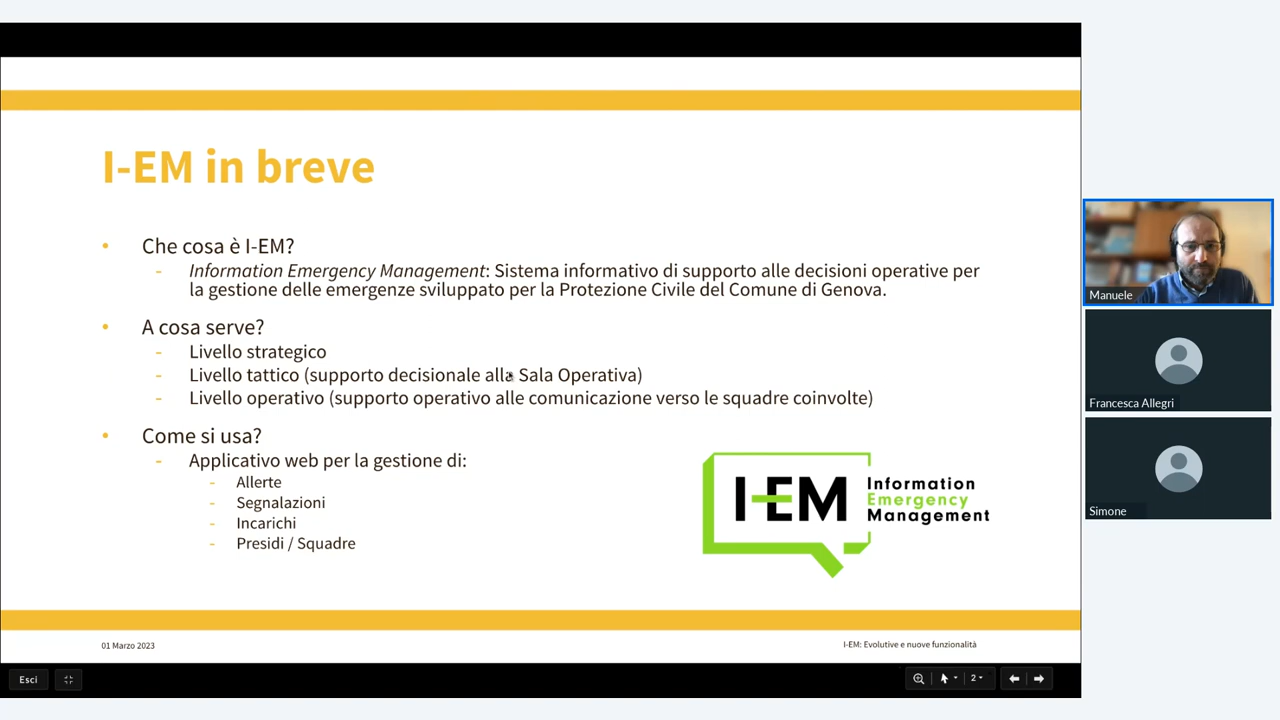 I-EM in breve
• Che cosa è I-EM?
- Information Emergency Management: Sistema informativo di supporto alle decisioni operative per
la gestione delle emergenze sviluppato per la Protezione Civile del Comune di Genova.
• A cosa serve?
- Livello strategico
- Livello tattico (supporto decisionale alla Sala Operativa)
- Livello operativo (supporto operativo alle comunicazione verso le squadre coinvolte)
• Come si usa?
- Applicativo web per la gestione di:
- Allerte
- Segnalazioni
- Incarichi
- Presidi / Squadre
I-EM
Information
Emergency
Management
01 Marzo 2023
I-EM: Evolutive e nuove funzionalità
Esci
2
Manuele
Francesca Allegri
Simone